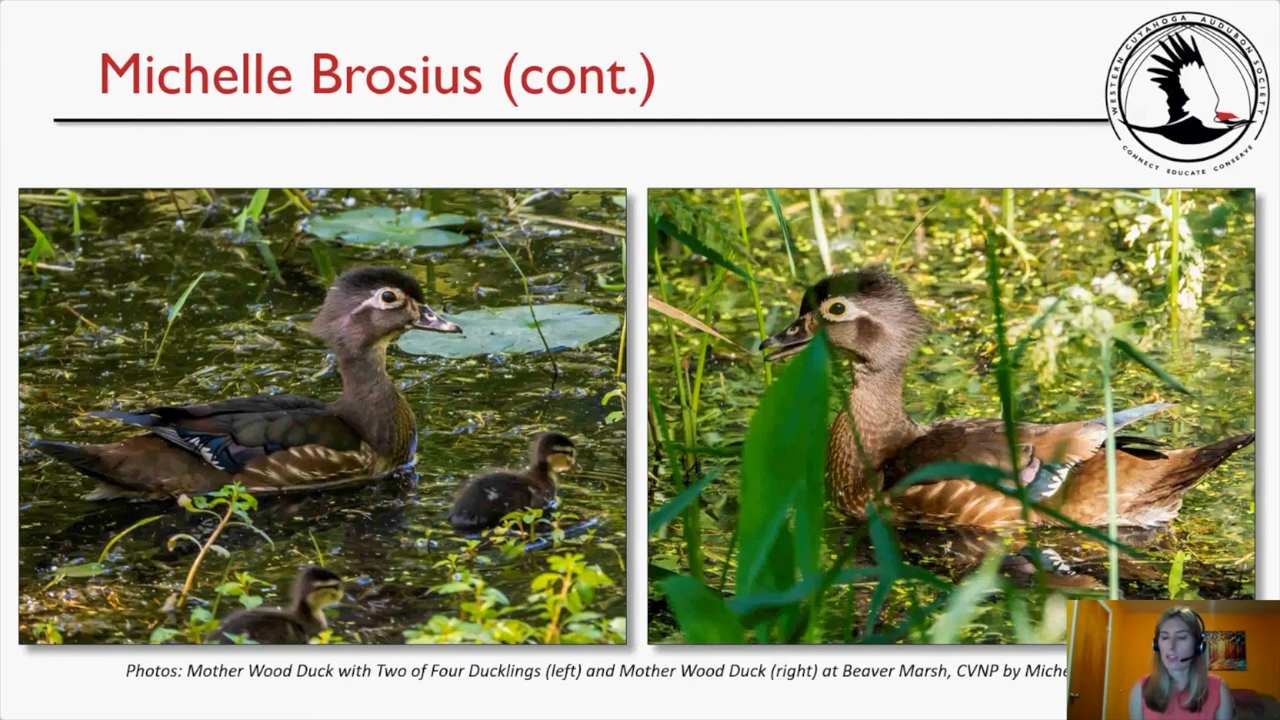 Michelle Brosius (cont.)
WESTERN CUYAHOGA AUDUBON SOCIETY
CONNECT EDUCATE CONSERVE
Photos: Mother Wood Duck with Two of Four Ducklings (left) and Mother Wood Duck (right) at Beaver Marsh, CVNP by